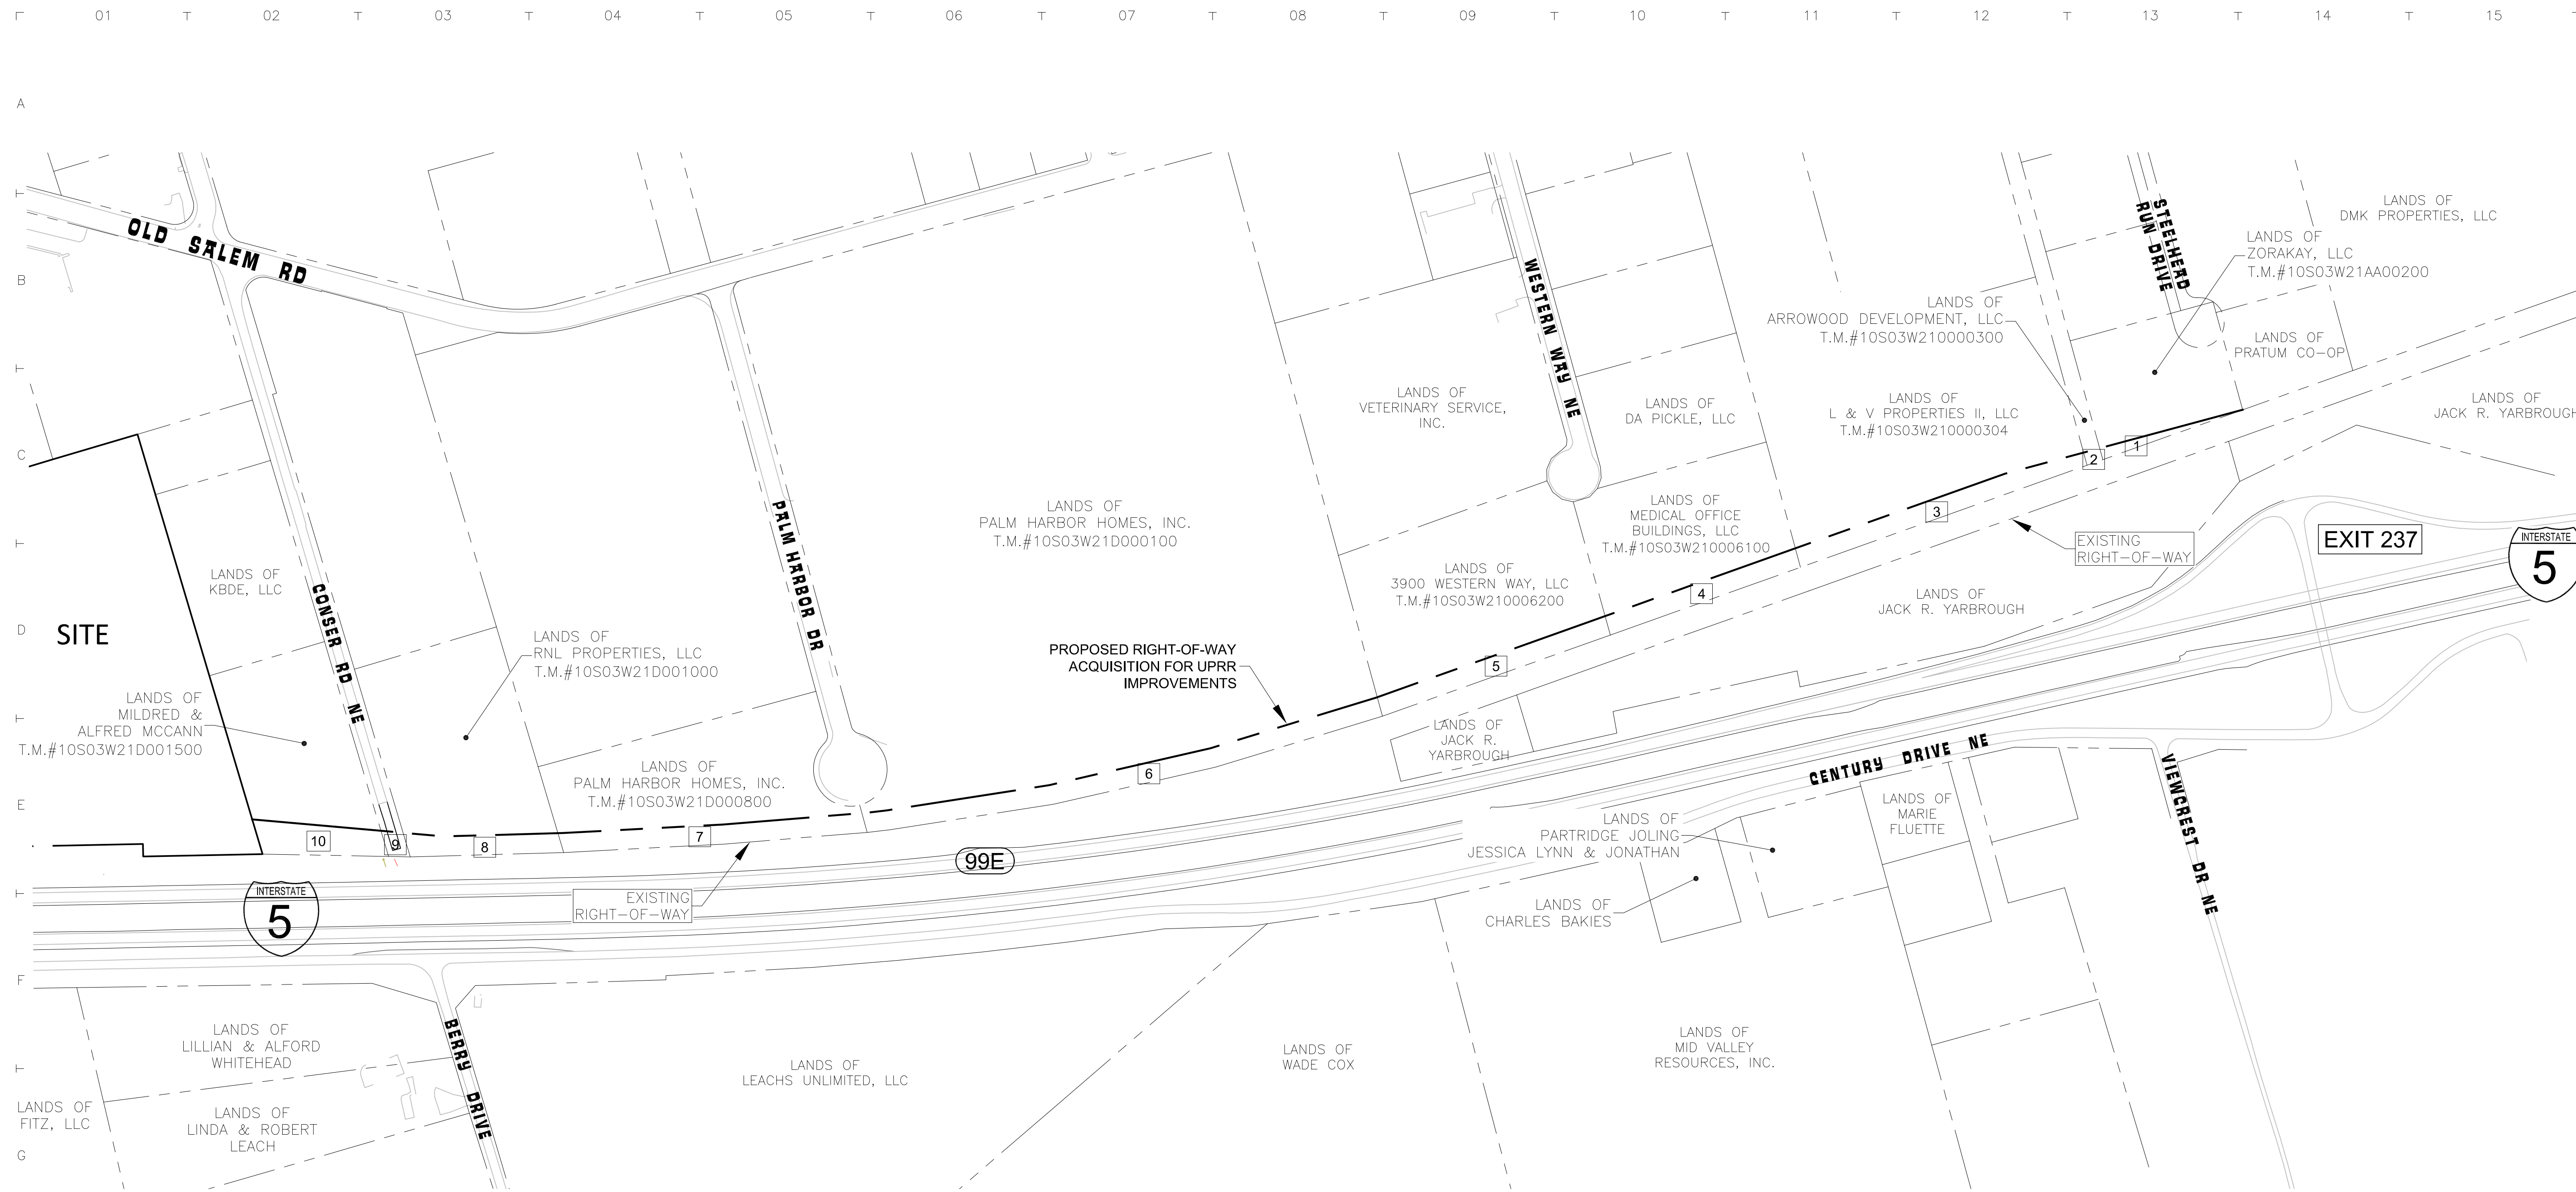 01 02 03 04 05 06 07 08 09 10 11 12 13 14 15
A
B
C
D
E
F
G
OLD SALEM RD
STEELHEAD
RUN DRIVE
LANDS OF
DMK PROPERTIES, LLC
LANDS OF
ZORAKAY, LLC
T.M.#10S03W21AA00200
WESTERN WAY NE
LANDS OF
ARROWOOD DEVELOPMENT, LLC
T.M.#10S03W210000300
LANDS OF
PRATUM CO-OP
LANDS OF
VETERINARY SERVICE,
INC.
LANDS OF
DA PICKLE, LLC
LANDS OF
L & V PROPERTIES II, LLC
T.M.#10S03W210000304
LANDS OF
JACK R. YARBROUGH
1
2
3
4
5
6
7
8
9
10
PALM HARBOR DR
LANDS OF
PALM HARBOR HOMES, INC.
T.M.#10S03W21D000100
LANDS OF
MEDICAL OFFICE
BUILDINGS, LLC
T.M.#10S03W210006100
EXISTING
RIGHT-OF-WAY
EXIT 237
INTERSTATE
5
LANDS OF
KBDE, LLC
CONSER RD NE
LANDS OF
3900 WESTERN WAY, LLC
T.M.#10S03W210006200
LANDS OF
JACK R. YARBROUGH
SITE
LANDS OF
RNL PROPERTIES, LLC
T.M.#10S03W21D001000
PROPOSED RIGHT-OF-WAY
ACQUISITION FOR UPRR
IMPROVEMENTS
LANDS OF
MILDRED &
ALFRED MCCANN
T.M.#10S03W21D001500
LANDS OF
JACK R.
YARBROUGH
CENTURY DRIVE NE
VIEWCREST DR NE
LANDS OF
PALM HARBOR HOMES, INC.
T.M.#10S03W21D000800
LANDS OF
MARIE
FLUETTE
LANDS OF
PARTRIDGE JOLING
JESSICA LYNN & JONATHAN
99E
INTERSTATE
5
EXISTING
RIGHT-OF-WAY
LANDS OF
CHARLES BAKIES
BERRY DRIVE
LANDS OF
LILLIAN & ALFORD
WHITEHEAD
LANDS OF
LEACHS UNLIMITED, LLC
LANDS OF
WADE COX
LANDS OF
MID VALLEY
RESOURCES, INC.
LANDS OF
FITZ, LLC
LANDS OF
LINDA & ROBERT
LEACH